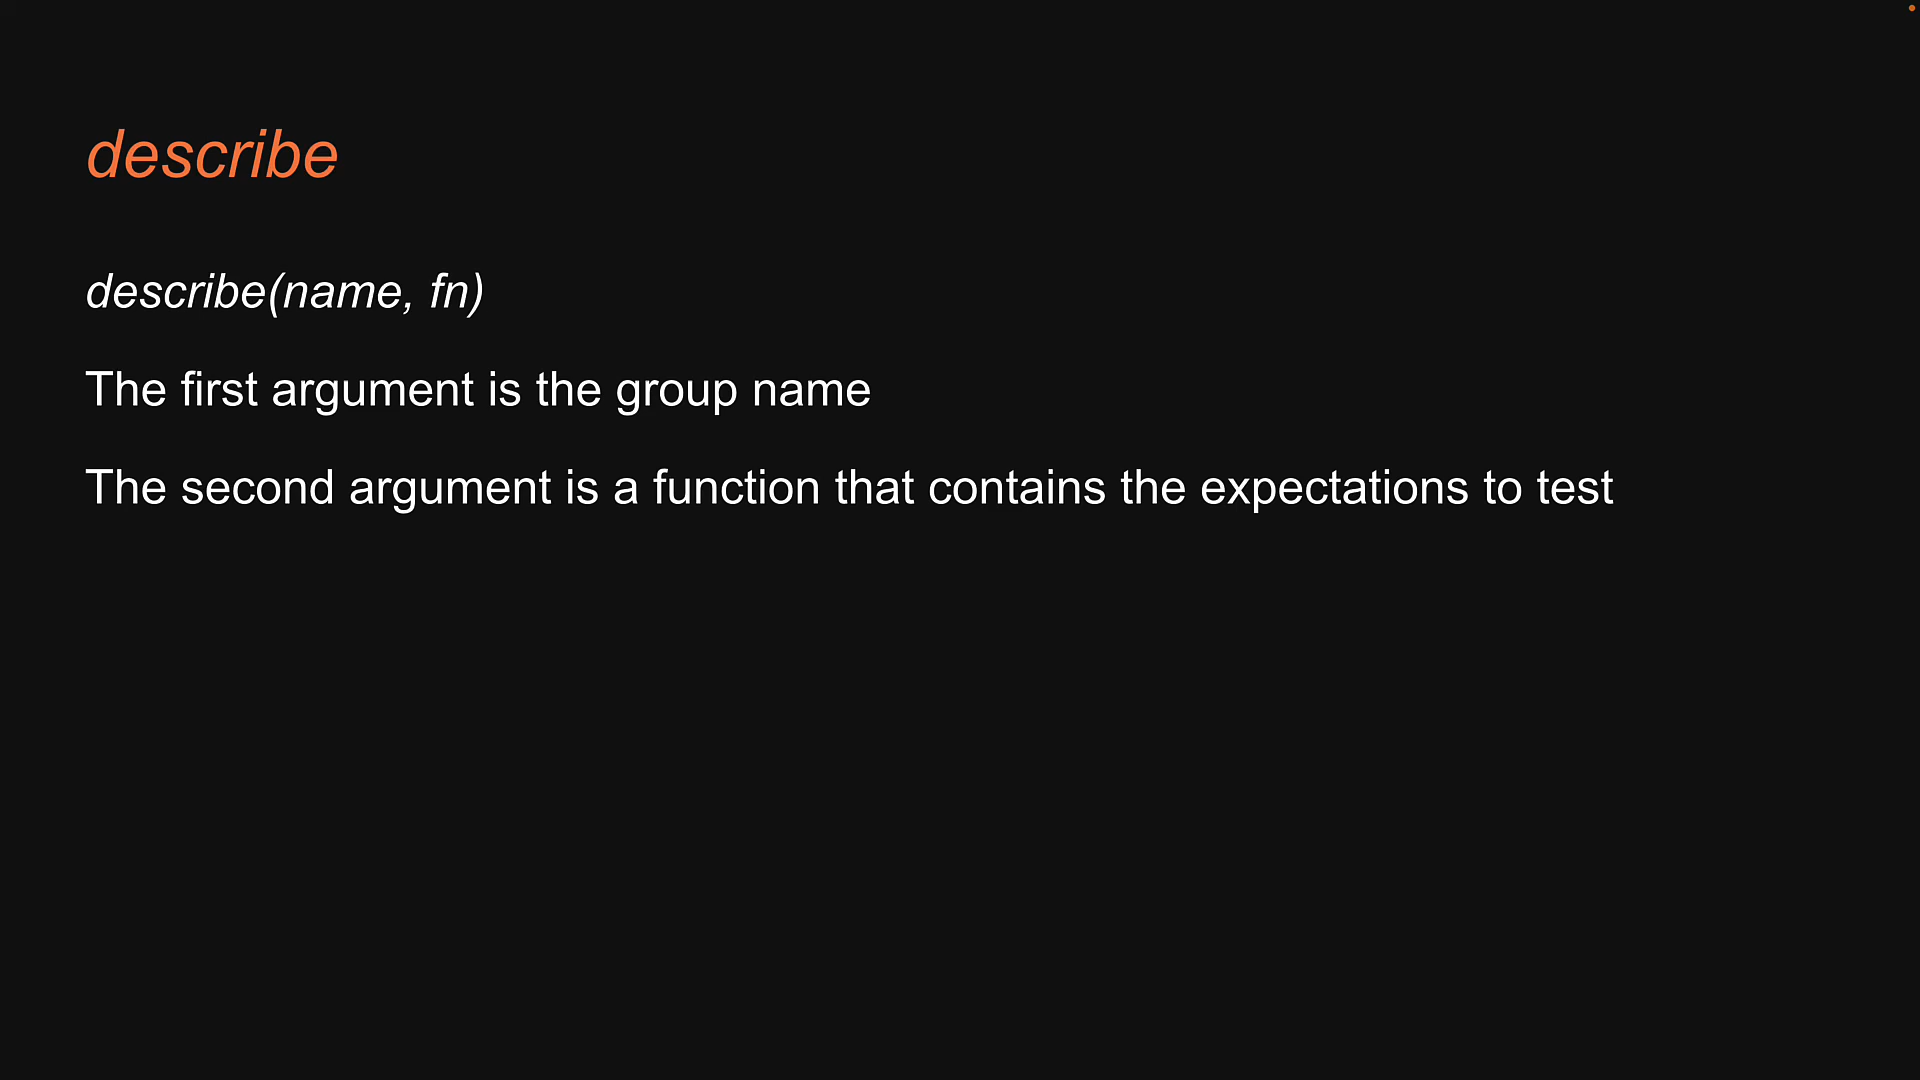 describe
describe(name, fn)
The first argument is the group name
The second argument is a function that contains the expectations to test